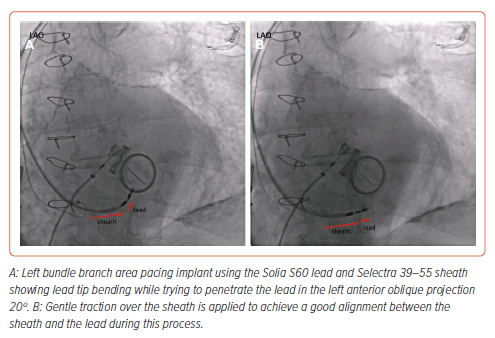 LAO
A
sheath
lead
LAO
B
sheath
lead
A: Left bundle branch area pacing implant using the Solia S60 lead and Selectra 39–55 sheath
showing lead tip bending while trying to penetrate the lead in the left anterior oblique projection
20º. B: Gentle traction over the sheath is applied to achieve a good alignment between the
sheath and the lead during this process.